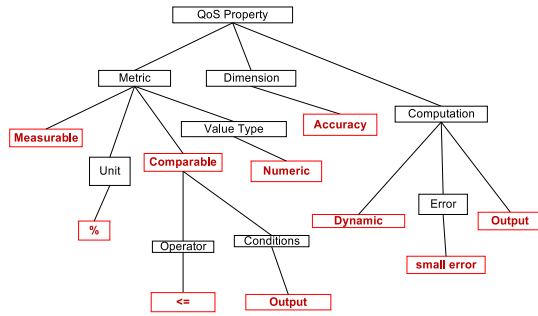 QoS Property
Metric
Dimension
Computation
Measurable
Value Type
Accuracy
Unit
Comparable
Numeric
Dynamic
Error
Output
%
Operator
Conditions
small error
<=
Output